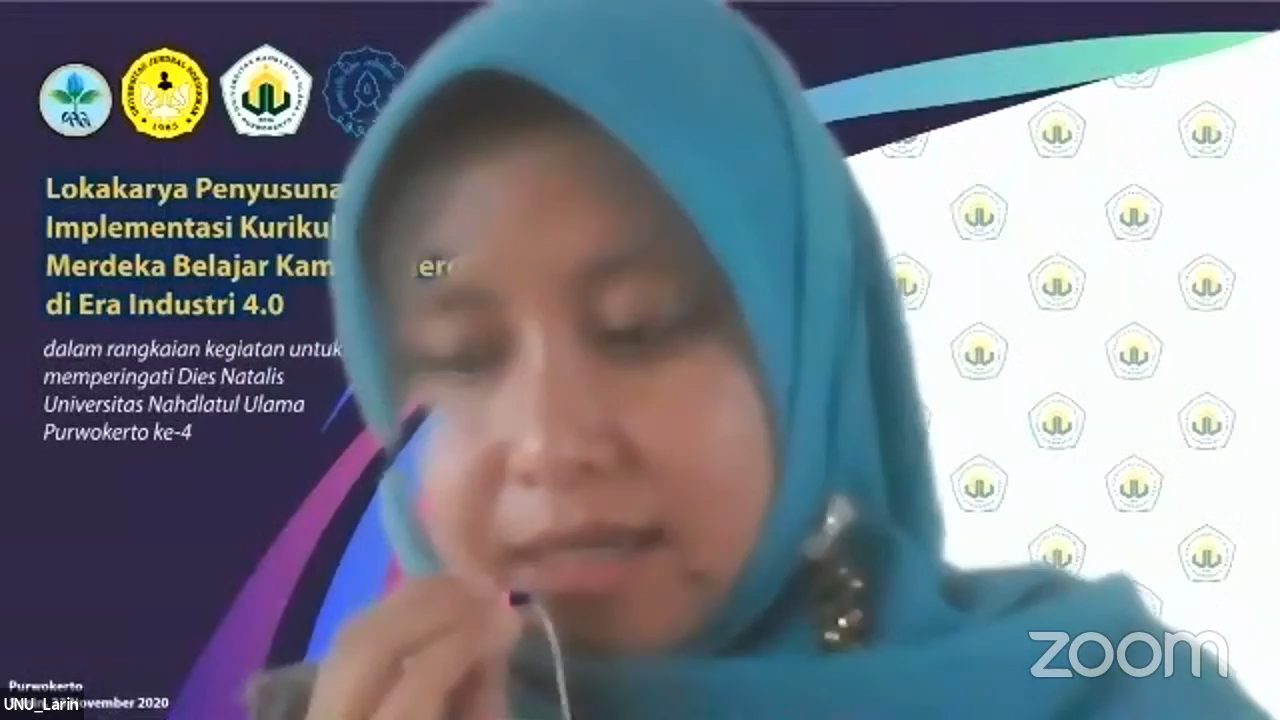 Lokakarya Penyusuna
Implementasi Kurikul
Merdeka Belajar Kam
di Era Industri 4.0
dalam rangkaian kegiatan untuk
memperingati Dies Natalis
Universitas Nahdlatul Ulama
Purwokerto ke-4
Purwokerto
November 2020
UNU_Larin
zoom